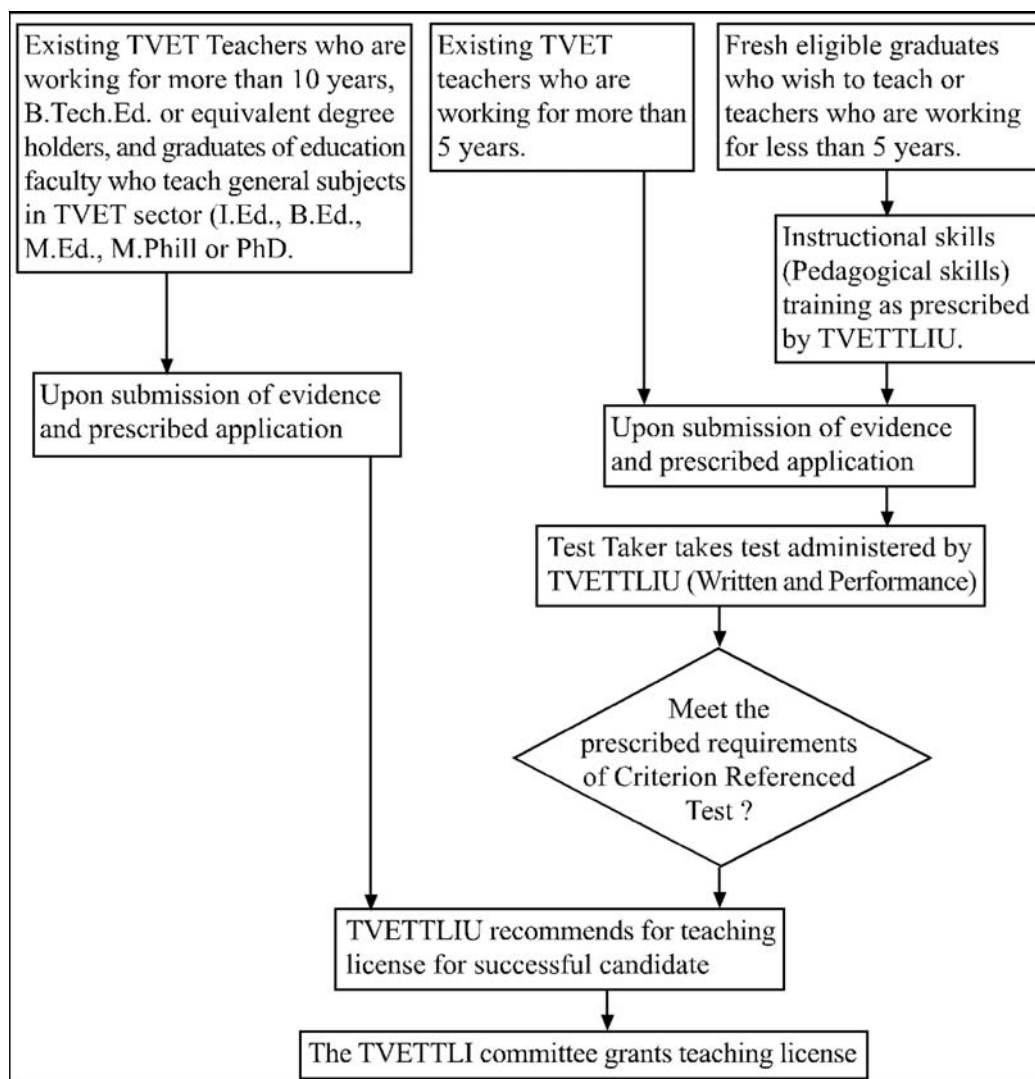 Existing TVET Teachers who are
working for more than 10 years,
B.Tech.Ed. or equivalent degree
holders, and graduates of education
faculty who teach general subjects
in TVET sector (I.Ed., B.Ed.,
M.Ed., M.Phill or PhD.
Existing TVET
teachers who are
working for more than
5 years.
Fresh eligible graduates
who wish to teach or
teachers who are working
for less than 5 years.
Instructional skills
(Pedagogical skills)
training as prescribed
by TVETTLIU.
Upon submission of evidence
and prescribed application
Upon submission of evidence
and prescribed application
Test Taker takes test administered by
TVETTLIU (Written and Performance)
Meet the
prescribed requirements
of Criterion Referenced
Test ?
TVETTLIU recommends for teaching
license for successful candidate
The TVETTLI committee grants teaching license